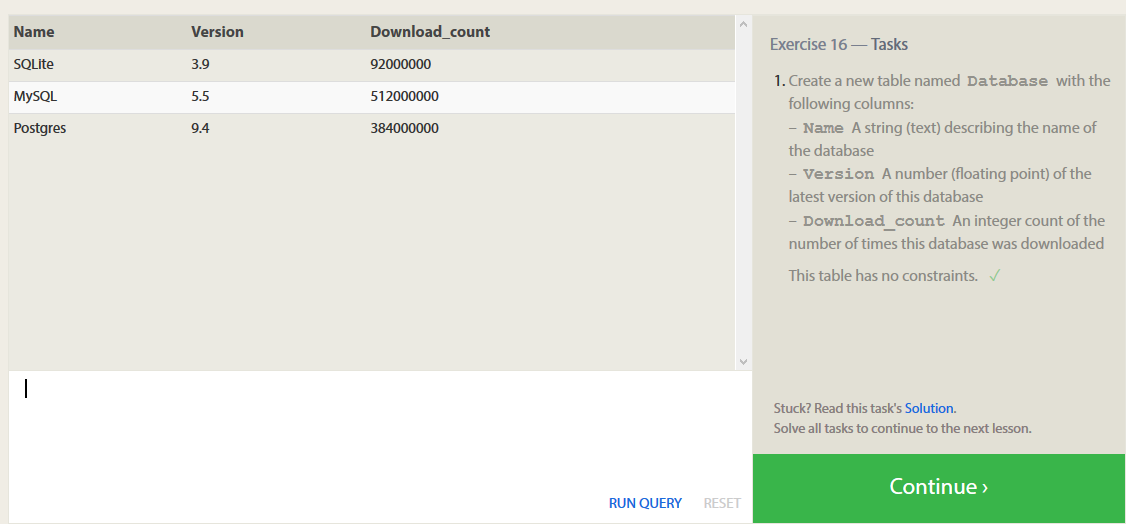 Name Version Download_count
SQLite 3.9 92000000
MySQL 5.5 512000000
Postgres 9.4 384000000
RUN QUERY RESET
Exercise 16 — Tasks
1. Create a new table named Database with the
following columns:
– Name A string (text) describing the name of
the database
– Version A number (floating point) of the
latest version of this database
– Download_count An integer count of the
number of times this database was downloaded
This table has no constraints. ✓
Stuck? Read this task's Solution.
Solve all tasks to continue to the next lesson.
Continue ›